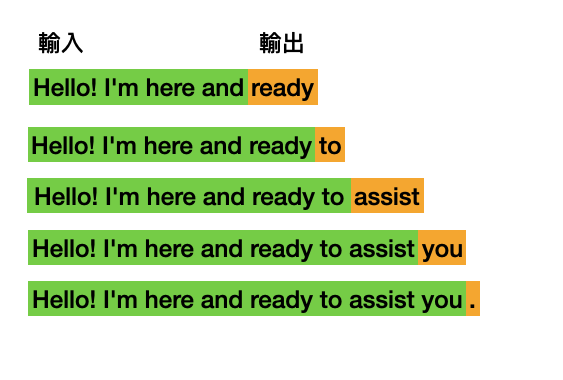 輸入 輸出
Hello! I'm here and ready
Hello! I'm here and ready to
Hello! I'm here and ready to assist
Hello! I'm here and ready to assist you
Hello! I'm here and ready to assist you .